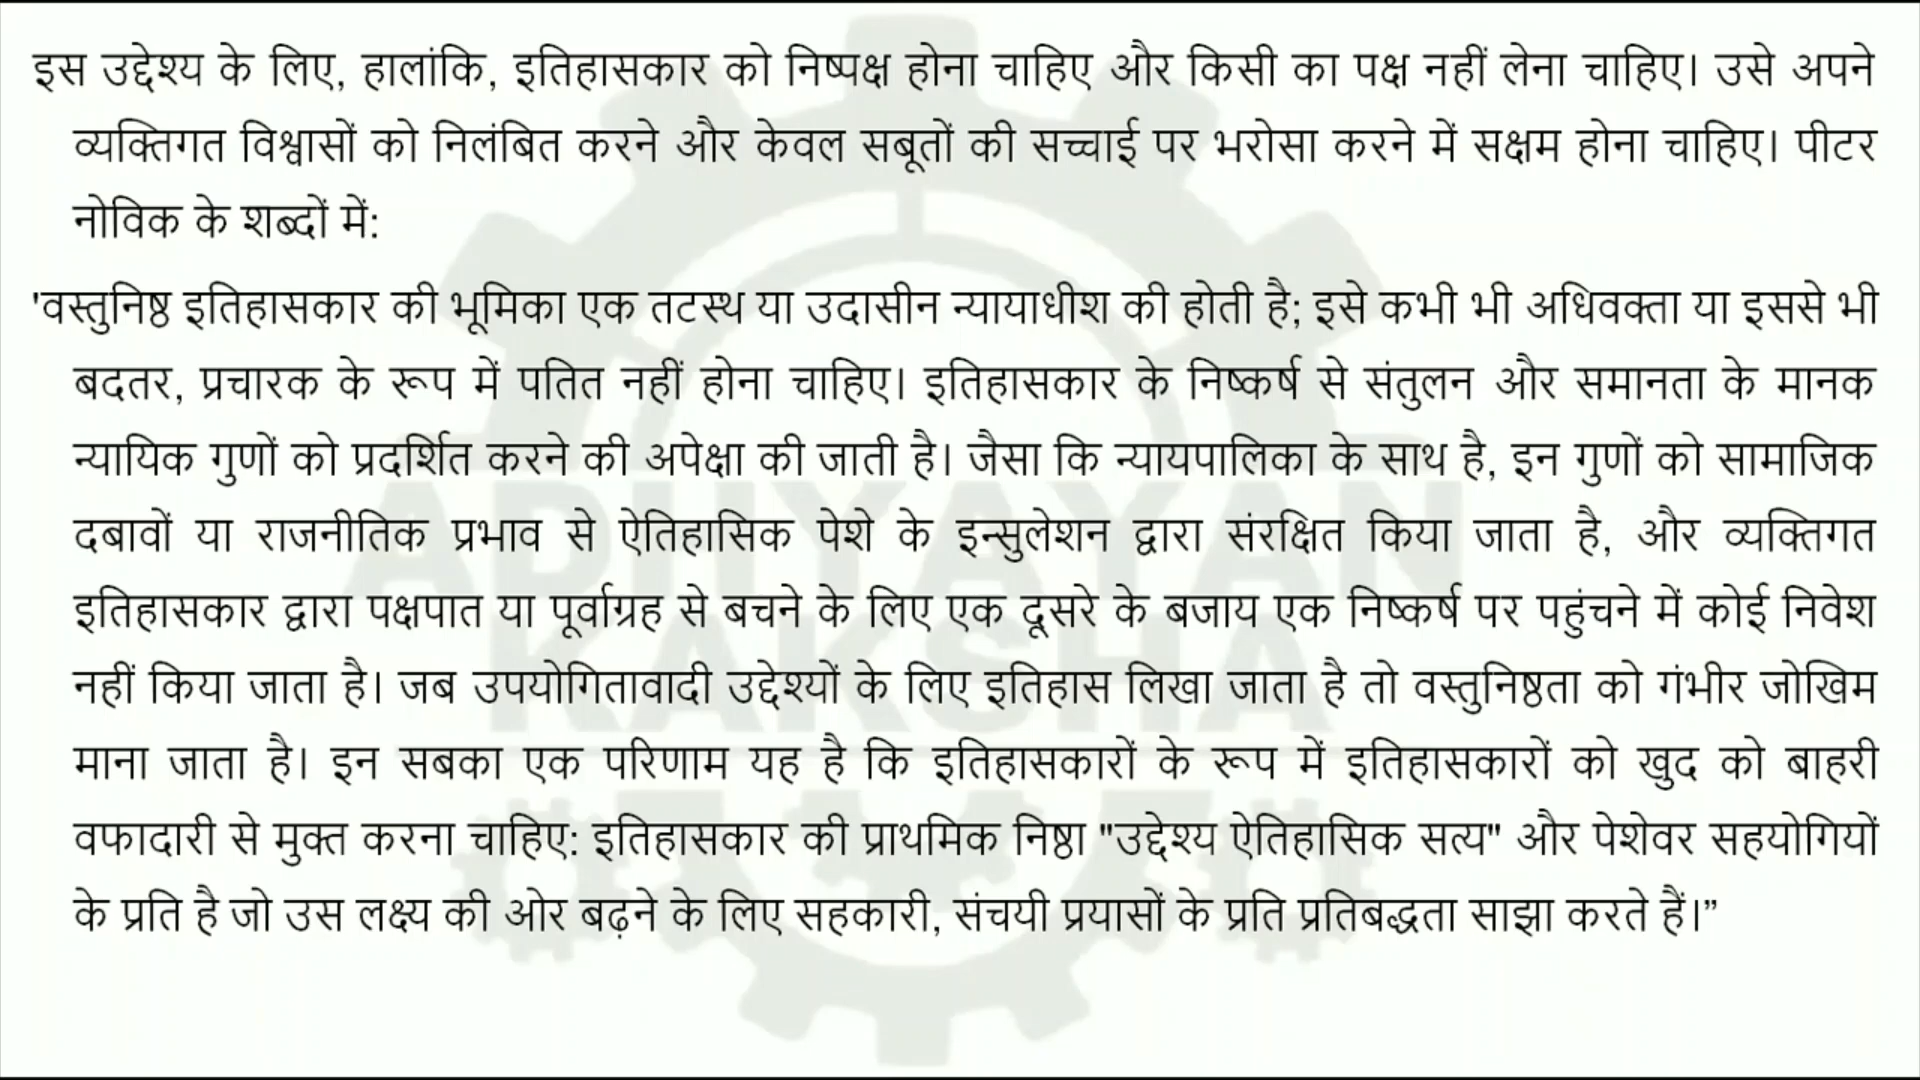 इस उद्देश्य के लिए, हालांकि, इतिहासकार को निष्पक्ष होना चाहिए और किसी का पक्ष नहीं लेना चाहिए। उसे अपने
व्यक्तिगत विश्वासों को निलंबित करने और केवल सबूतों की सच्चाई पर भरोसा करने में सक्षम होना चाहिए। पीटर
नोविक के शब्दों में:
'वस्तुनिष्ठ इतिहासकार की भूमिका एक तटस्थ या उदासीन न्यायाधीश की होती है; इसे कभी भी अधिवक्ता या इससे भी
बदतर, प्रचारक के रूप में पतित नहीं होना चाहिए। इतिहासकार के निष्कर्ष से संतुलन और समानता के मानक
न्यायिक गुणों को प्रदर्शित करने की अपेक्षा की जाती है। जैसा कि न्यायपालिका के साथ है, इन गुणों को सामाजिक
दबावों या राजनीतिक प्रभाव से ऐतिहासिक पेशे के इन्सुलेशन द्वारा संरक्षित किया जाता है, और व्यक्तिगत
इतिहासकार द्वारा पक्षपात या पूर्वाग्रह से बचने के लिए एक दूसरे के बजाय एक निष्कर्ष पर पहुंचने में कोई निवेश
नहीं किया जाता है। जब उपयोगितावादी उद्देश्यों के लिए इतिहास लिखा जाता है तो वस्तुनिष्ठता को गंभीर जोखिम
माना जाता है। इन सबका एक परिणाम यह है कि इतिहासकारों के रूप में इतिहासकारों को खुद को बाहरी
वफादारी से मुक्त करना चाहिए: इतिहासकार की प्राथमिक निष्ठा "उद्देश्य ऐतिहासिक सत्य" और पेशेवर सहयोगियों
के प्रति है जो उस लक्ष्य की ओर बढ़ने के लिए सहकारी, संचयी प्रयासों के प्रति प्रतिबद्धता साझा करते हैं।”
ADHYAYAN
KAKSHA